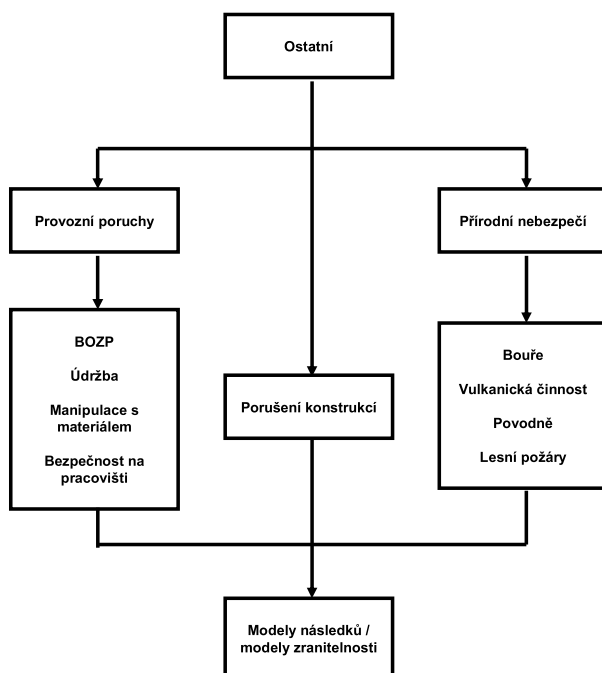 Ostatní
Provozní poruchy
Přírodní nebezpečí
BOZP
Údržba
Manipulace s
materiálem
Bezpečnost na
pracovišti
Porušení konstrukcí
Bouře
Vulkanická činnost
Povodně
Lesní požáry
Modely následků /
modely zranitelnosti